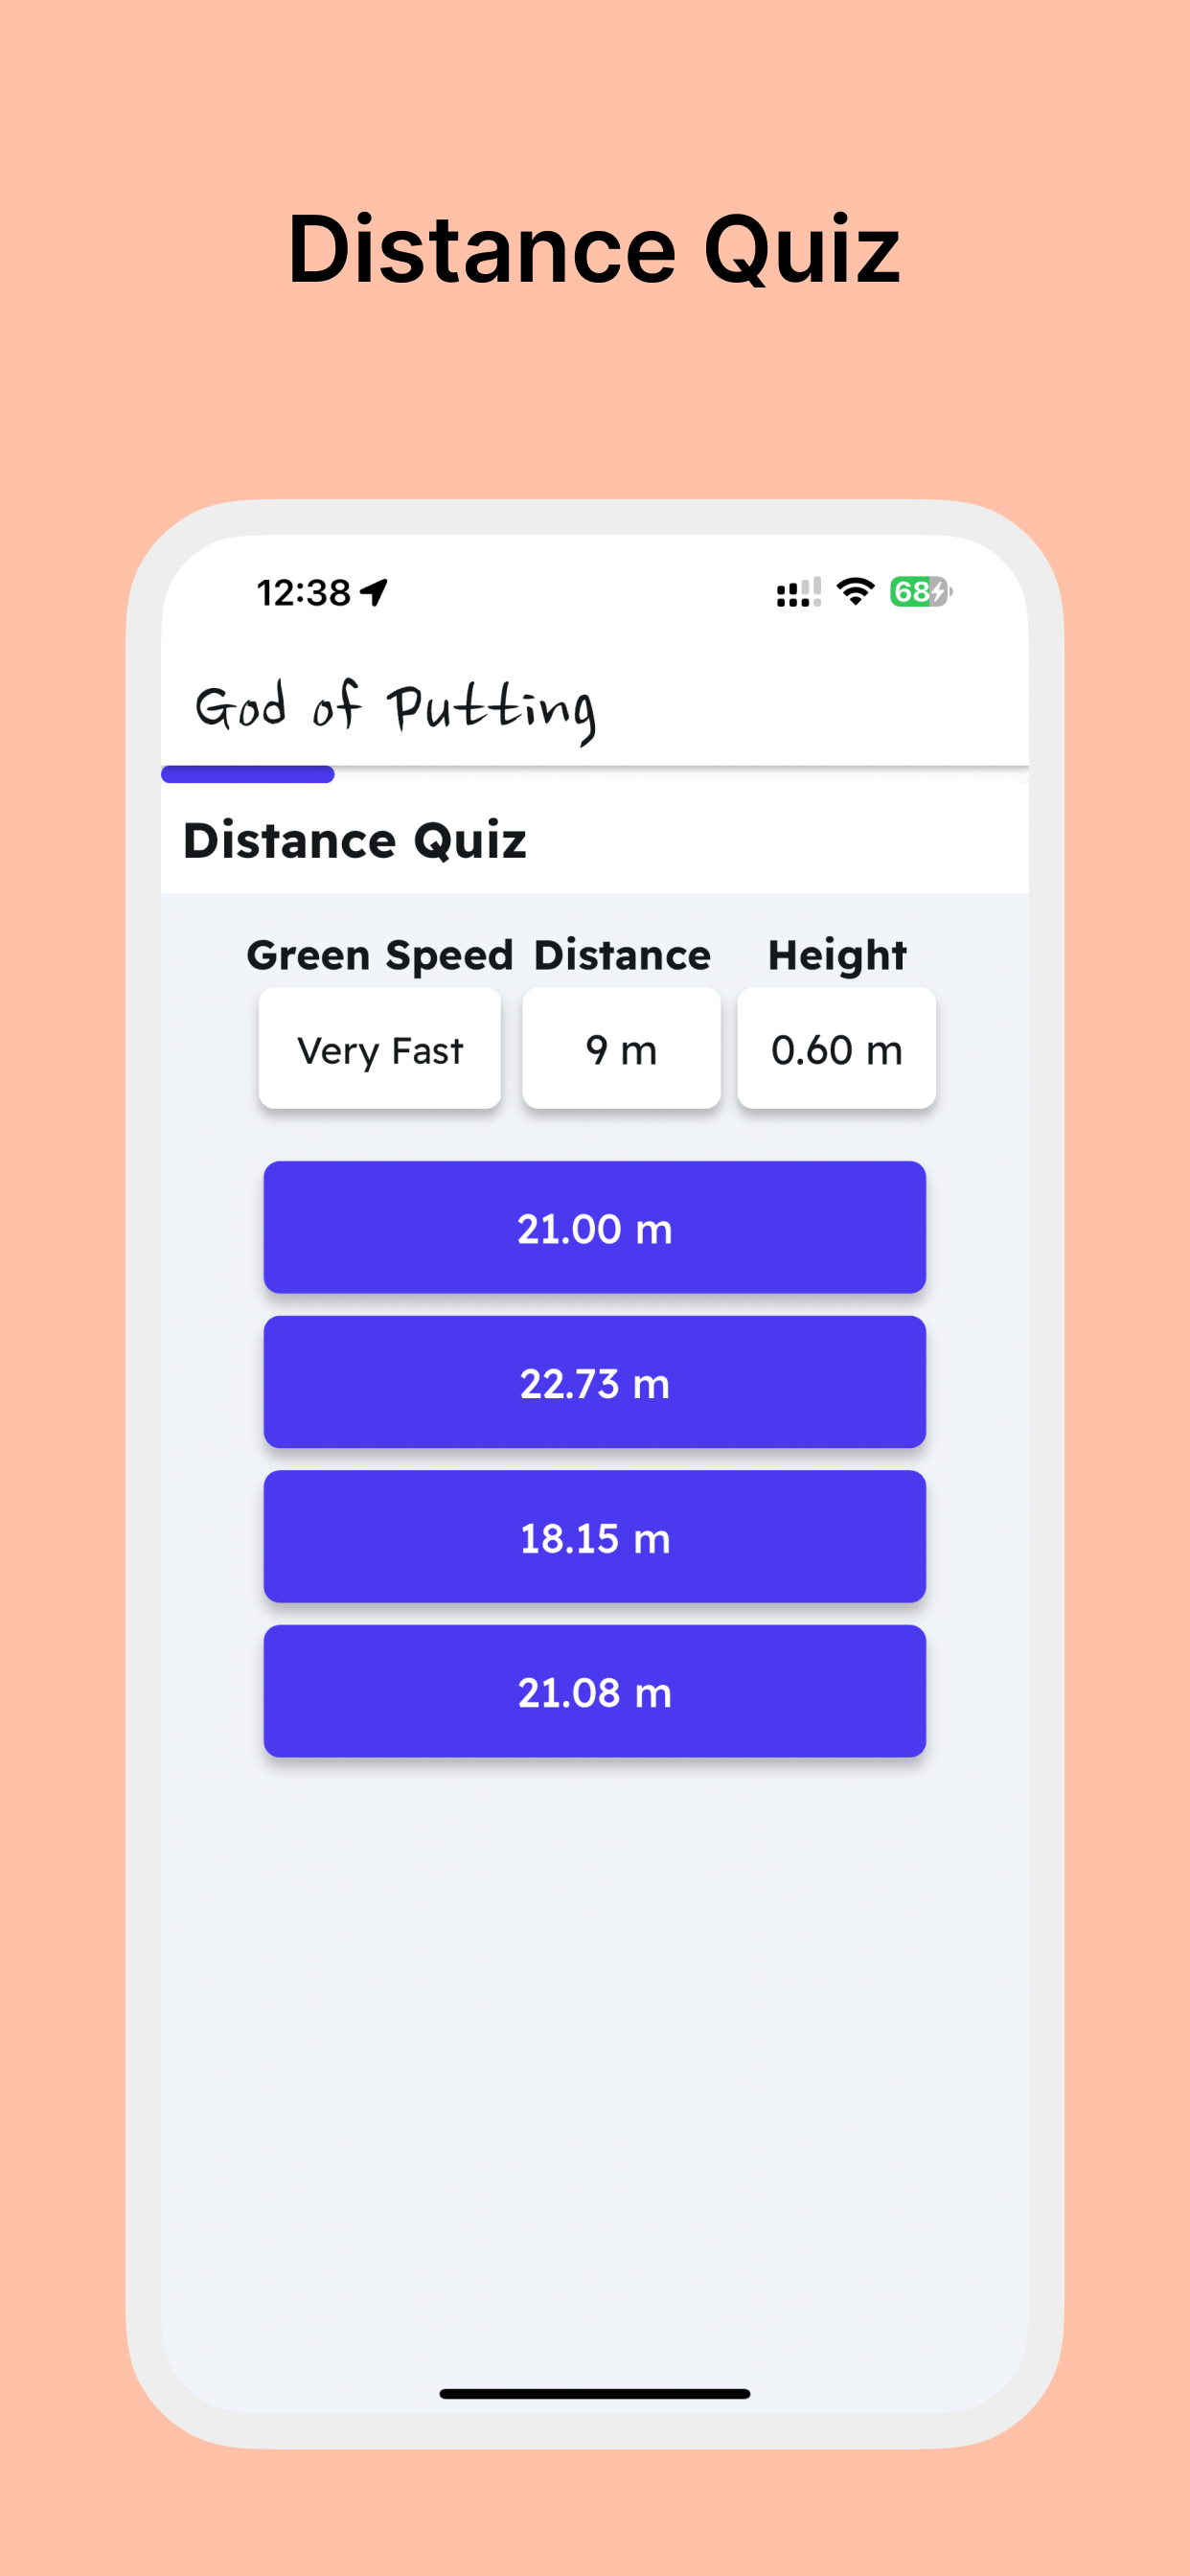 Distance Quiz
12:38
68
God of Putting
Distance Quiz
Green Speed Distance Height
Very Fast 9 m 0.60 m
21.00 m
22.73 m
18.15 m
21.08 m